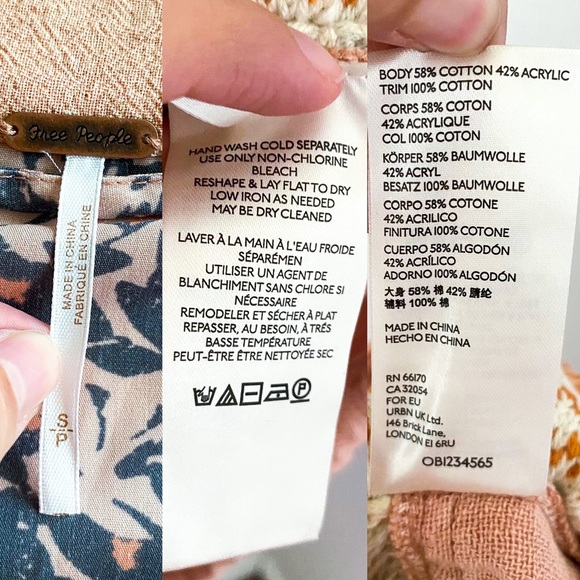 Free People
MADE IN CHINA
FABRIQUÉ EN CHINE
S/P
HAND WASH COLD SEPARATELY
USE ONLY NON-CHLORINE
BLEACH
RESHAPE & LAY FLAT TO DRY
LOW IRON AS NEEDED
MAY BE DRY CLEANED
LAVER À LA MAIN À L'EAU FROIDE
SÉPARÉMEN
UTILISER UN AGENT DE
BLANCHIMENT SANS CHLORE SI
NÉCESSAIRE
REMODELER ET SÉCHER À PLAT
REPASSER, AU BESOIN, À TRÉS
BASSE TEMPÉRATURE
PEUT-ÊTRE ÊTRE NETTOYÉE SEC
BODY 58% COTTON 42% ACRYLIC
TRIM 100% COTTON
CORPS 58% COTON
42% ACRYLIQUE
COL 100% COTON
KÖRPER 58% BAUMWOLLE
42% ACRYL
BESATZ 100% BAUMWOLLE
CORPO 58% COTONE
42% ACRILICO
FINITURA 100% COTONE
CUERPO 58% ALGODÓN
42% ACRÍLICO
ADORNO 100% ALGODÓN
大身 58% 棉 42% 腈纶
辅料 100% 棉
MADE IN CHINA
HECHO EN CHINA
RN 66170
CA 32054
FOR EU
URBN UK Ltd.
146 Brick Lane,
LONDON E1 6RU
OB1234565